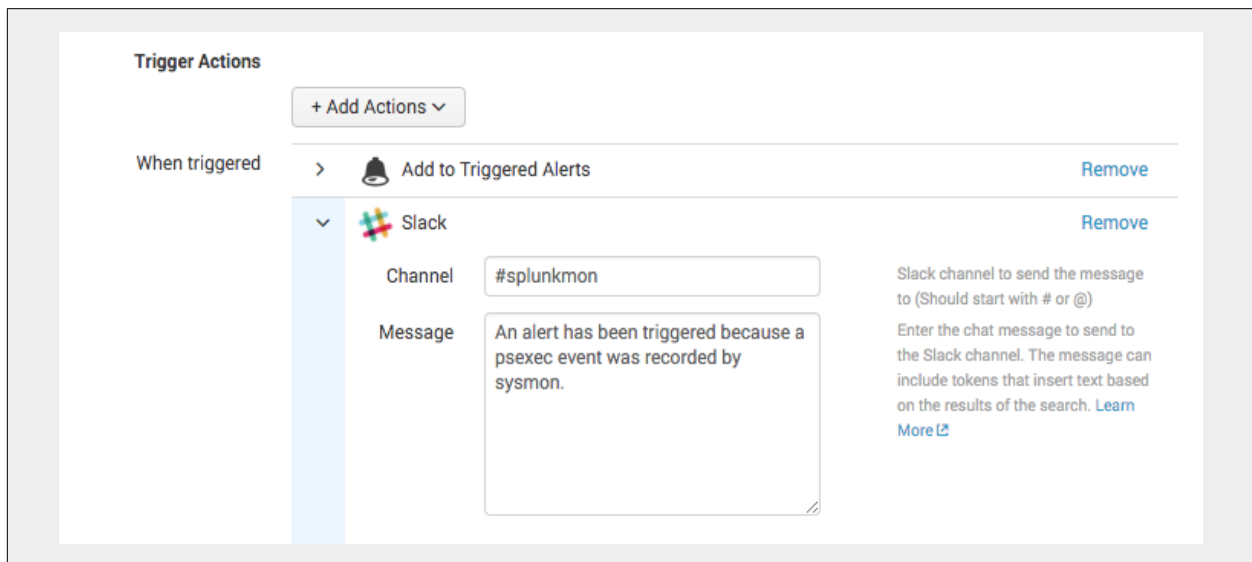 Trigger Actions
+ Add Actions
When triggered
Add to Triggered Alerts
Remove
Slack
Remove
Channel
#splunkmon
Slack channel to send the message
to (Should start with # or @)
Message
An alert has been triggered because a
psexec event was recorded by
sysmon.
Enter the chat message to send to
the Slack channel. The message can
include tokens that insert text based
on the results of the search. Learn
More